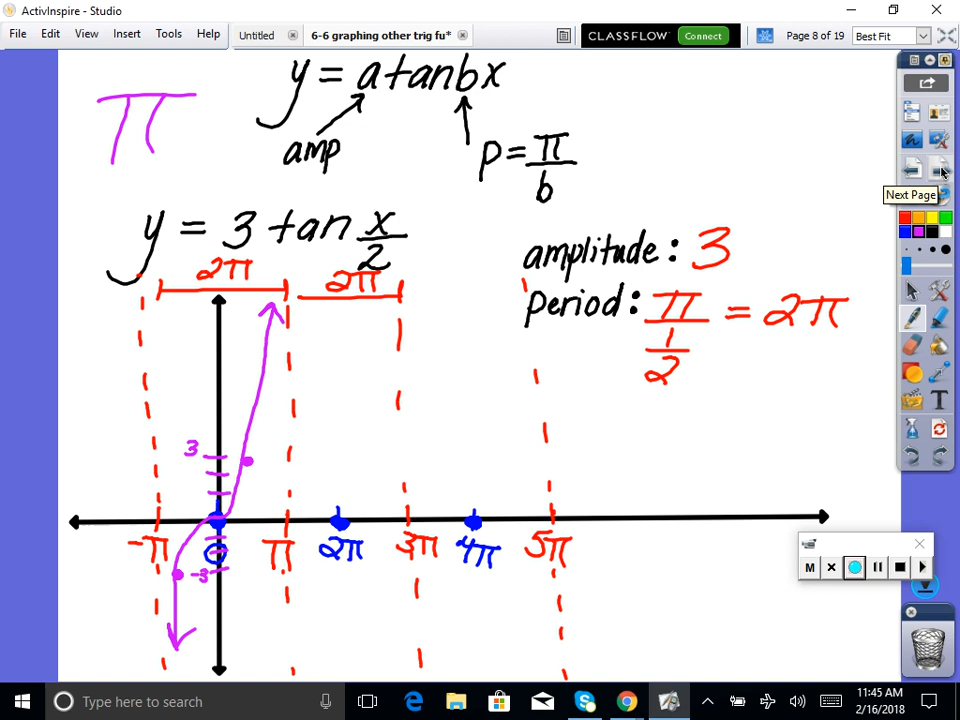 ActivInspire - Studio
File Edit View Insert Tools Help
Untitled
6-6 graphing other trig fu*
CLASSFLOW Connect
Page 8 of 19
Best Fit
π
y = a tan bx
amp
P = π/b
Next Page
y = 3 tan x/2
amplitude: 3
period: π/(1/2) = 2π
2π 2π
3
-π 0 π 2π 3π 4π 5π
-3
M
T
Type here to search
11:45 AM
2/16/2018